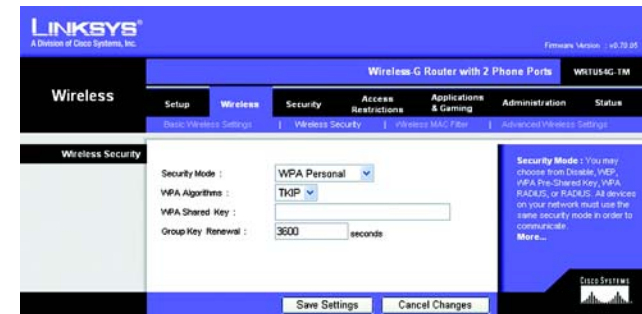 LINKSYS®
A Division of Cisco Systems, Inc.
Firmware Version : v0.70.05
Wireless-G Router with 2 Phone Ports WRTU54G-TM
Wireless
Setup Wireless Security Access Restrictions Applications & Gaming Administration Status
Basic Wireless Settings | Wireless Security | Wireless MAC Filter | Advanced Wireless Settings
Wireless Security
Security Mode : WPA Personal
WPA Algorithms : TKIP
WPA Shared Key :
Group Key Renewal : 3600 seconds
Security Mode : You may
choose from Disable, WEP,
WPA Pre-Shared Key, WPA
RADIUS, or RADIUS. All devices
on your network must use the
same security mode in order to
communicate.
More...
CISCO SYSTEMS
Save Settings Cancel Changes